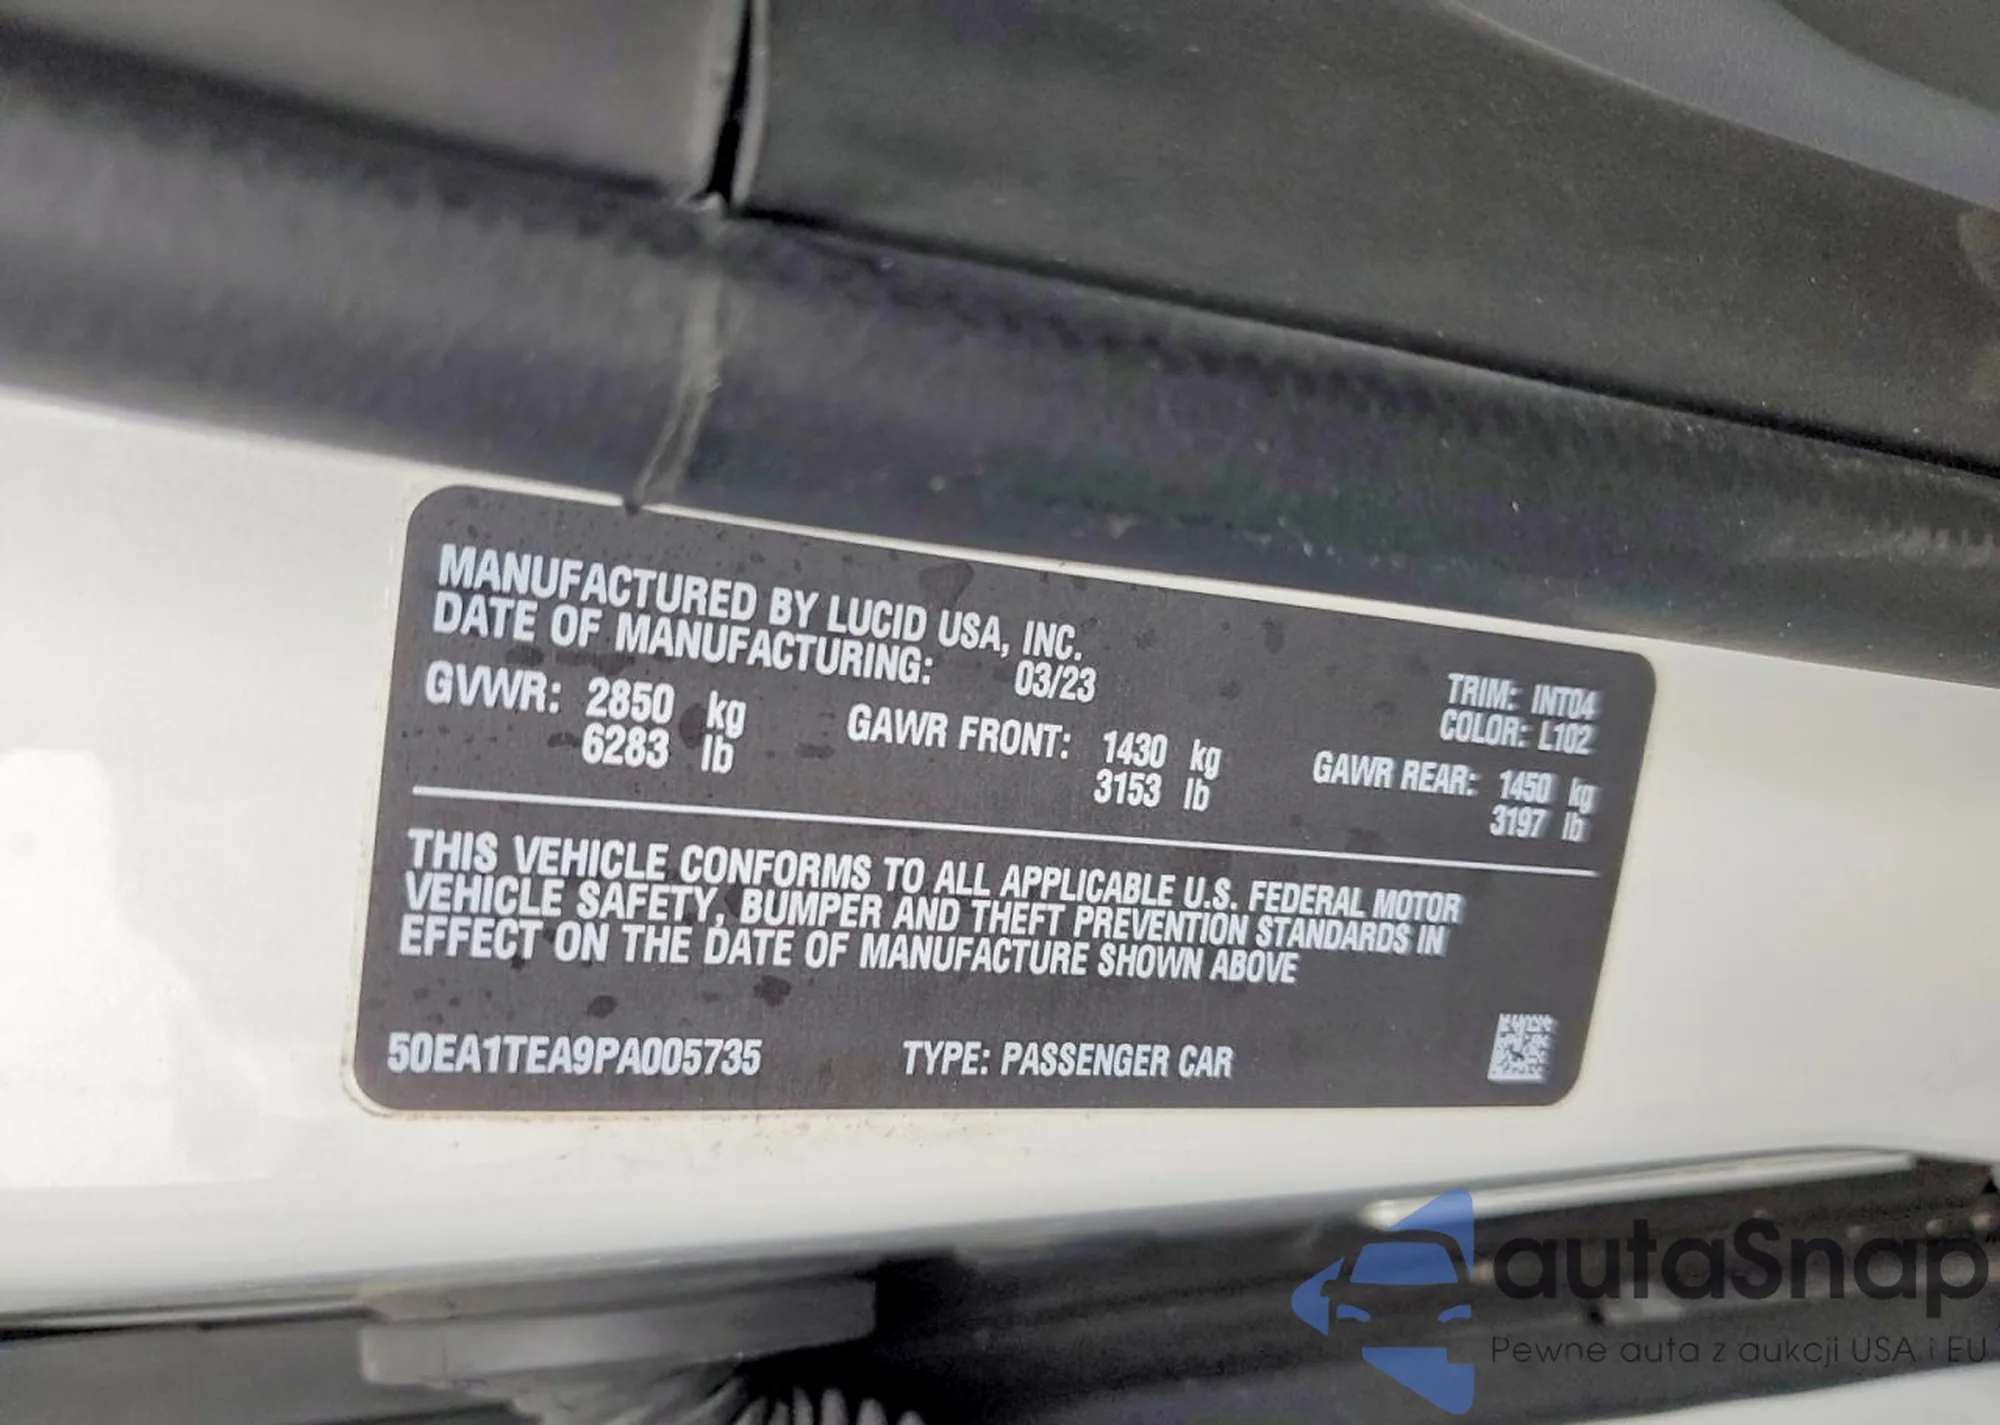 MANUFACTURED BY LUCID USA, INC.
DATE OF MANUFACTURING: 03/23
TRIM: INT04
COLOR: L102
GVWR: 2850 kg GAWR FRONT: 1430 kg GAWR REAR: 1450 kg
6283 lb 3153 lb 3197 lb
THIS VEHICLE CONFORMS TO ALL APPLICABLE U.S. FEDERAL MOTOR
VEHICLE SAFETY, BUMPER AND THEFT PREVENTION STANDARDS IN
EFFECT ON THE DATE OF MANUFACTURE SHOWN ABOVE
50EA1TEA9PA005735 TYPE: PASSENGER CAR
autaSnap
Pewne auta z aukcji USA i EU